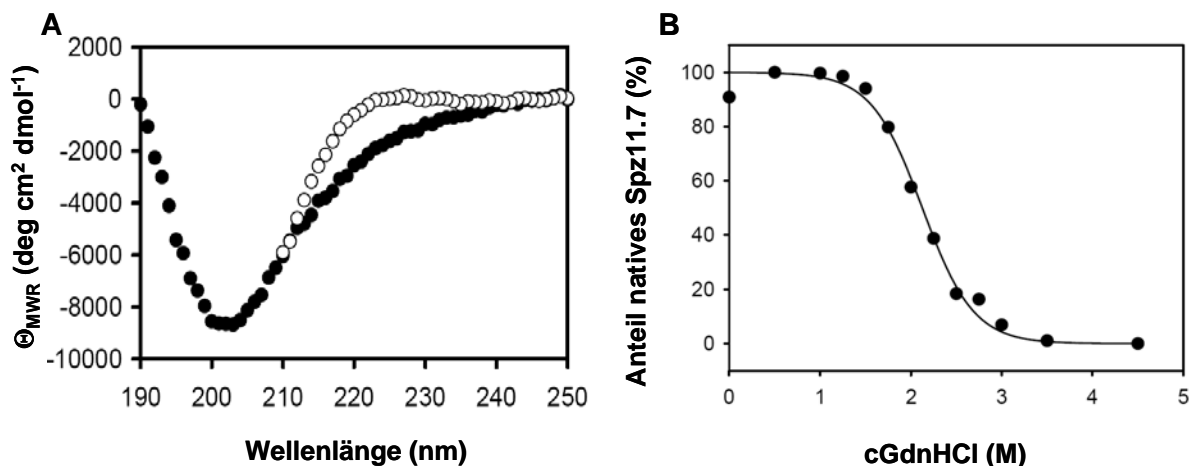 A
2000
0
-2000
-4000
-6000
-8000
-10000
Θ_MWR (deg cm² dmol⁻¹)
190 200 210 220 230 240 250
Wellenlänge (nm)
B
100
80
60
40
20
0
Anteil natives Spz11.7 (%)
0 1 2 3 4 5
cGdnHCl (M)